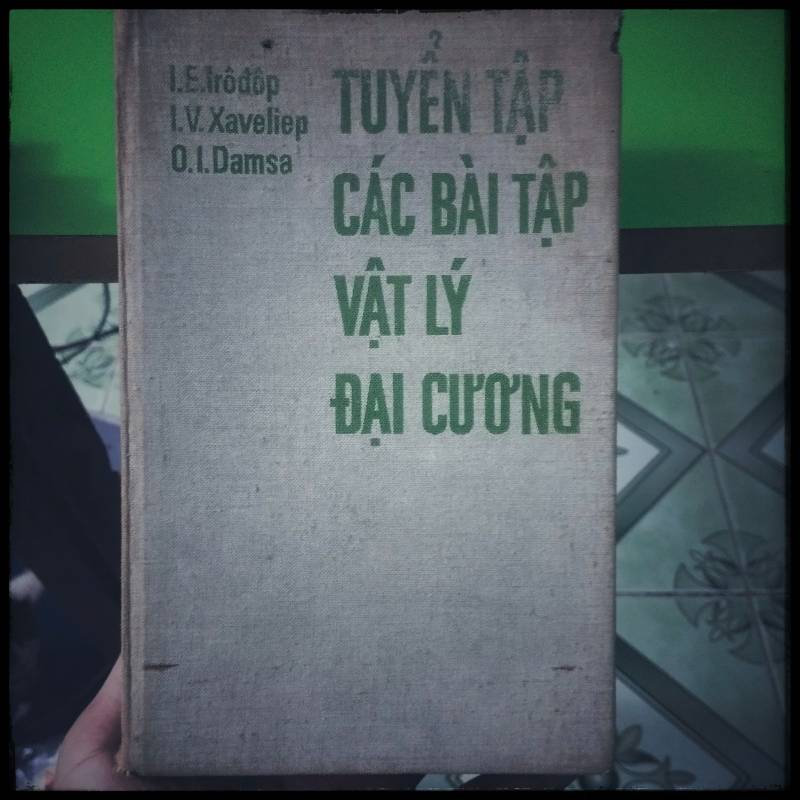 I.E.Irôđôp
I.V.Xaveliep
O.I.Damsa
TUYỂN TẬP
CÁC BÀI TẬP
VẬT LÝ
ĐẠI CƯƠNG